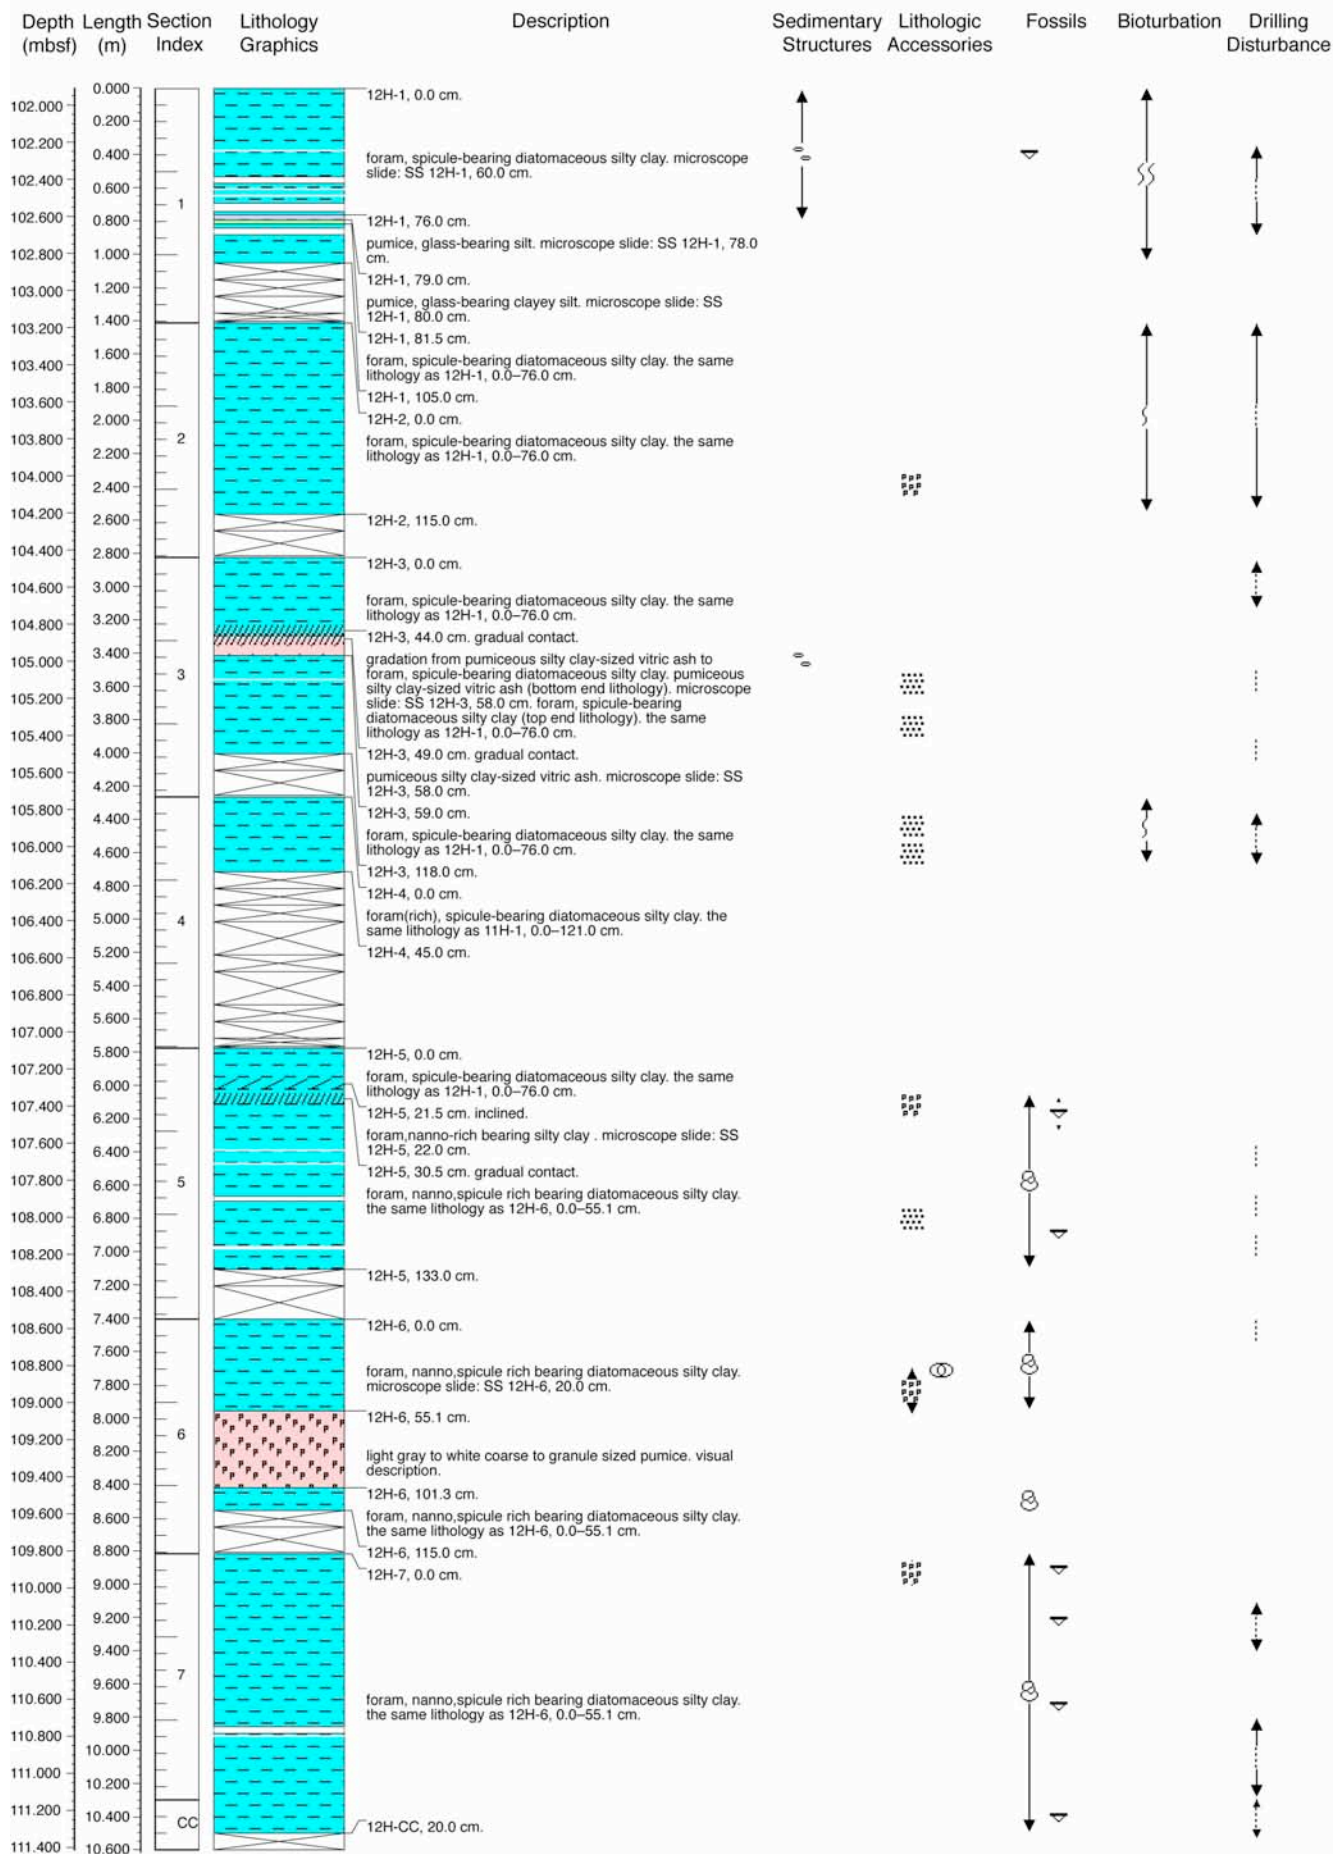 Depth Length Section Lithology Description Sedimentary Lithologic Fossils Bioturbation Drilling
(mbsf) (m) Index Graphics Structures Accessories Disturbance
0.000
12H-1, 0.0 cm.
102.000
0.200
102.200
0.400
foram, spicule-bearing diatomaceous silty clay. microscope
slide: SS 12H-1, 60.0 cm.
102.400
0.600
1
102.600
0.800
12H-1, 76.0 cm.
pumice, glass-bearing silt. microscope slide: SS 12H-1, 78.0
cm.
102.800
1.000
12H-1, 79.0 cm.
103.000
1.200
pumice, glass-bearing clayey silt. microscope slide: SS
12H-1, 80.0 cm.
103.200
1.400
12H-1, 81.5 cm.
1.600
foram, spicule-bearing diatomaceous silty clay. the same
lithology as 12H-1, 0.0–76.0 cm.
103.400
1.800
12H-1, 105.0 cm.
103.600
2.000
12H-2, 0.0 cm.
2
103.800
2.200
foram, spicule-bearing diatomaceous silty clay. the same
lithology as 12H-1, 0.0–76.0 cm.
104.000
2.400
104.200
2.600
12H-2, 115.0 cm.
104.400
2.800
12H-3, 0.0 cm.
104.600
3.000
foram, spicule-bearing diatomaceous silty clay. the same
lithology as 12H-1, 0.0–76.0 cm.
104.800
3.200
12H-3, 44.0 cm. gradual contact.
105.000
3.400
3
gradation from pumiceous silty clay-sized vitric ash to
foram, spicule-bearing diatomaceous silty clay. pumiceous
silty clay-sized vitric ash (bottom end lithology). microscope
slide: SS 12H-3, 58.0 cm. foram, spicule-bearing
diatomaceous silty clay (top end lithology). the same
lithology as 12H-1, 0.0–76.0 cm.
105.200
3.600
105.400
3.800
12H-3, 49.0 cm. gradual contact.
4.000
105.600
4.200
pumiceous silty clay-sized vitric ash. microscope slide: SS
12H-3, 58.0 cm.
105.800
4.400
12H-3, 59.0 cm.
106.000
4.600
foram, spicule-bearing diatomaceous silty clay. the same
lithology as 12H-1, 0.0–76.0 cm.
12H-3, 118.0 cm.
106.200
4.800
12H-4, 0.0 cm.
106.400
5.000
4
foram(rich), spicule-bearing diatomaceous silty clay. the
same lithology as 11H-1, 0.0–121.0 cm.
106.600
5.200
12H-4, 45.0 cm.
106.800
5.400
5.600
107.000
5.800
12H-5, 0.0 cm.
107.200
6.000
foram, spicule-bearing diatomaceous silty clay. the same
lithology as 12H-1, 0.0–76.0 cm.
107.400
6.200
12H-5, 21.5 cm. inclined.
107.600
6.400
foram,nanno-rich bearing silty clay . microscope slide: SS
12H-5, 22.0 cm.
107.800
6.600
5
12H-5, 30.5 cm. gradual contact.
108.000
6.800
foram, nanno,spicule rich bearing diatomaceous silty clay.
the same lithology as 12H-6, 0.0–55.1 cm.
108.200
7.000
7.200
12H-5, 133.0 cm.
108.400
7.400
12H-6, 0.0 cm.
108.600
7.600
108.800
7.800
foram, nanno,spicule rich bearing diatomaceous silty clay.
microscope slide: SS 12H-6, 20.0 cm.
109.000
8.000
12H-6, 55.1 cm.
6
109.200
8.200
light gray to white coarse to granule sized pumice. visual
description.
109.400
8.400
12H-6, 101.3 cm.
109.600
8.600
foram, nanno,spicule rich bearing diatomaceous silty clay.
the same lithology as 12H-6, 0.0–55.1 cm.
109.800
8.800
12H-6, 115.0 cm.
110.000
9.000
12H-7, 0.0 cm.
110.200
9.200
110.400
9.400
7
110.600
9.600
foram, nanno,spicule rich bearing diatomaceous silty clay.
the same lithology as 12H-6, 0.0–55.1 cm.
9.800
110.800
10.000
111.000
10.200
111.200
10.400
CC
12H-CC, 20.0 cm.
111.400
10.600